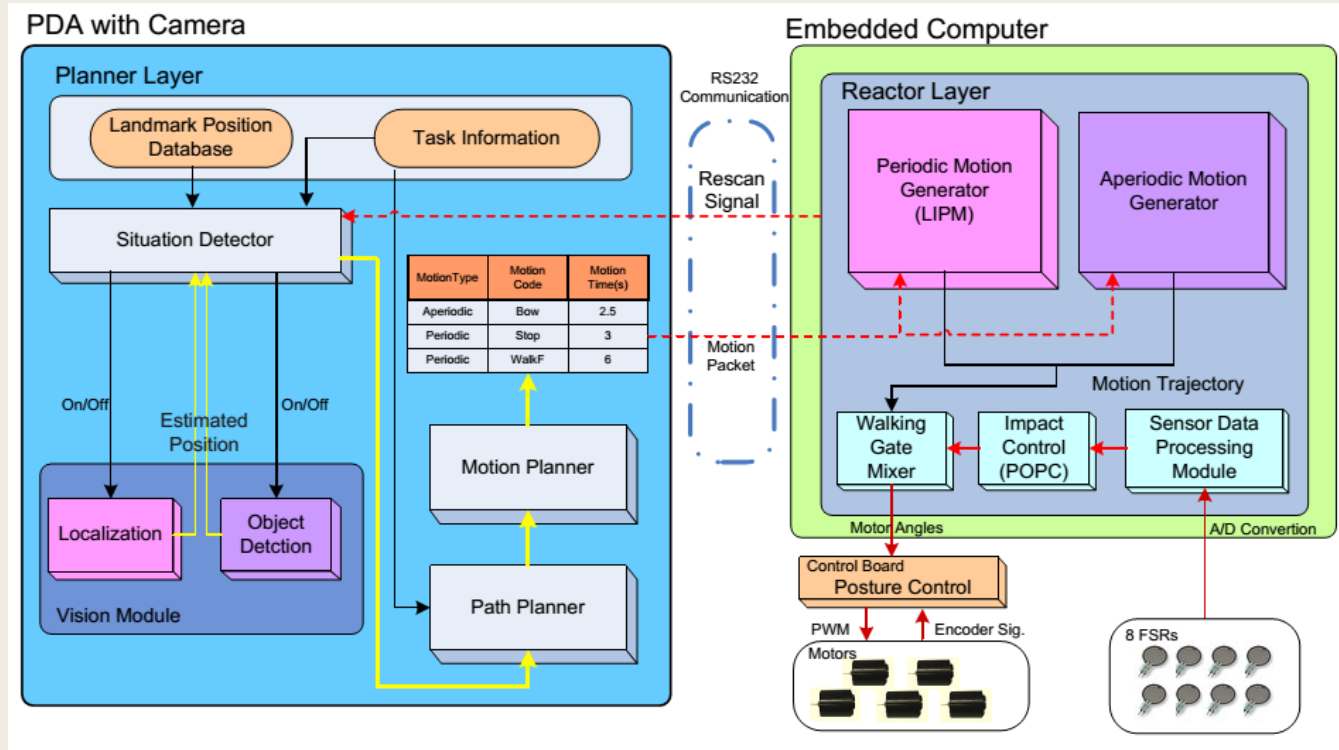 PDA with Camera
Planner Layer
Landmark Position
Database
Task Information
Situation Detector
MotionType
Motion
Code
Motion
Time(s)
Aperiodic
Bow
2.5
Periodic
Stop
3
Periodic
WalkF
6
On/Off
Estimated
Position
On/Off
Localization
Object
Detction
Vision Module
Motion Planner
Path Planner
RS232
Communication
Rescan
Signal
Motion
Packet
Embedded Computer
Reactor Layer
Periodic Motion
Generator
(LIPM)
Aperiodic Motion
Generator
Motion Trajectory
Walking
Gate
Mixer
Impact
Control
(POPC)
Sensor Data
Processing
Module
Motor Angles
A/D Convertion
Control Board
Posture Control
PWM
Encoder Sig.
Motors
8 FSRs